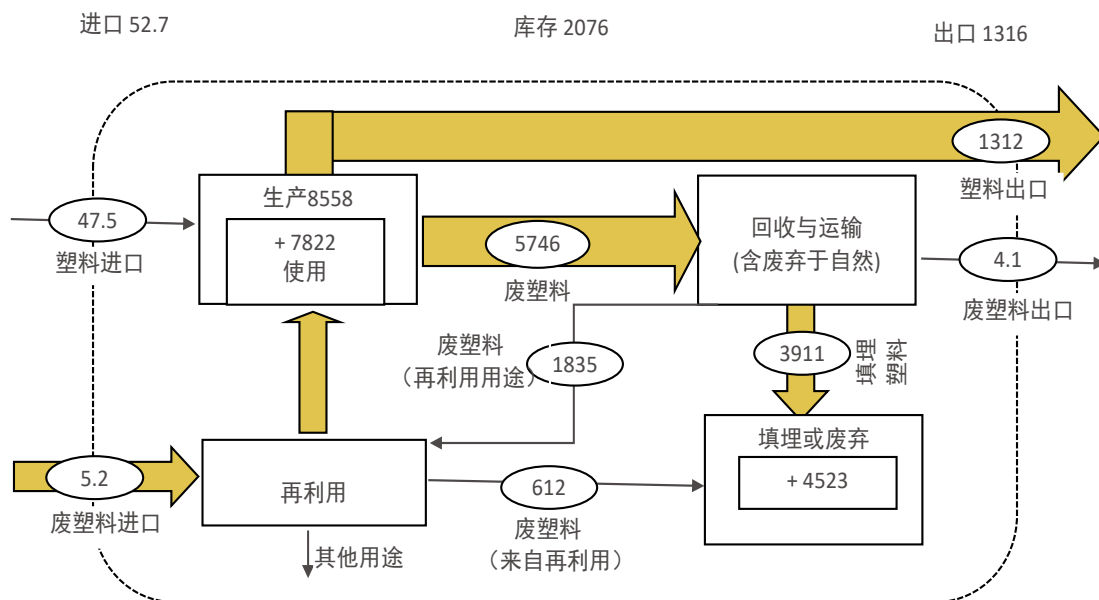 进口 52.7
库存 2076
出口 1316
1312
塑料出口
生产8558
+ 7822
使用
47.5
塑料进口
5746
废塑料
回收与运输
(含废弃于自然)
4.1
废塑料出口
废塑料
（再利用用途）
1835
3911
填埋
塑料
填埋或废弃
+ 4523
5.2
废塑料进口
再利用
612
废塑料
（来自再利用）
其他用途